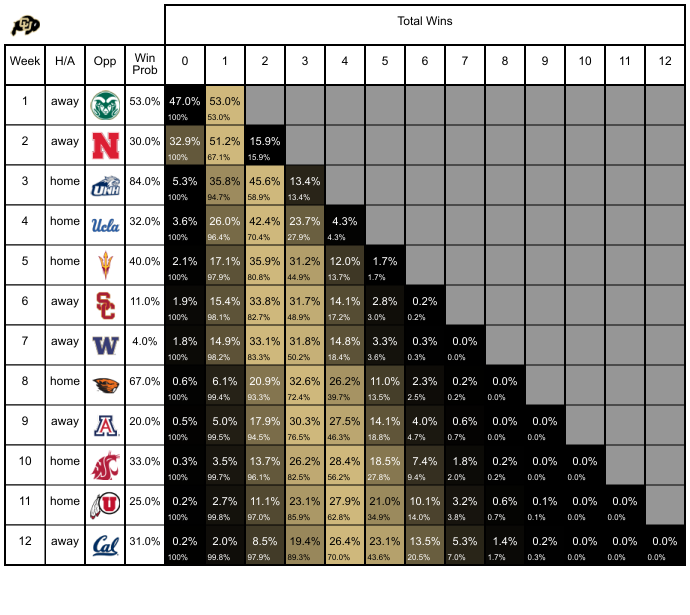 CU
Total Wins
Week H/A Opp Win Prob 0 1 2 3 4 5 6 7 8 9 10 11 12
1 away 53.0% 47.0% 53.0%
100% 53.0%
2 away N 30.0% 32.9% 51.2% 15.9%
100% 67.1% 15.9%
3 home UNH 84.0% 5.3% 35.8% 45.6% 13.4%
100% 94.7% 58.9% 13.4%
4 home Ucla 32.0% 3.6% 26.0% 42.4% 23.7% 4.3%
100% 96.4% 70.4% 27.9% 4.3%
5 home 40.0% 2.1% 17.1% 35.9% 31.2% 12.0% 1.7%
100% 97.9% 80.8% 44.9% 13.7% 1.7%
6 away SC 11.0% 1.9% 15.4% 33.8% 31.7% 14.1% 2.8% 0.2%
100% 98.1% 82.7% 48.9% 17.2% 3.0% 0.2%
7 away W 4.0% 1.8% 14.9% 33.1% 31.8% 14.8% 3.3% 0.3% 0.0%
100% 98.2% 83.3% 50.2% 18.4% 3.6% 0.3% 0.0%
8 home 67.0% 0.6% 6.1% 20.9% 32.6% 26.2% 11.0% 2.3% 0.2% 0.0%
100% 99.4% 93.3% 72.4% 39.7% 13.5% 2.5% 0.2% 0.0%
9 away A 20.0% 0.5% 5.0% 17.9% 30.3% 27.5% 14.1% 4.0% 0.6% 0.0% 0.0%
100% 99.5% 94.5% 76.5% 46.3% 18.8% 4.7% 0.7% 0.0% 0.0%
10 home 33.0% 0.3% 3.5% 13.7% 26.2% 28.4% 18.5% 7.4% 1.8% 0.2% 0.0% 0.0%
100% 99.7% 96.1% 82.5% 56.2% 27.8% 9.4% 2.0% 0.2% 0.0% 0.0%
11 home U 25.0% 0.2% 2.7% 11.1% 23.1% 27.9% 21.0% 10.1% 3.2% 0.6% 0.1% 0.0% 0.0%
100% 99.8% 97.0% 85.9% 62.8% 34.9% 14.0% 3.8% 0.7% 0.1% 0.0% 0.0%
12 away Cal 31.0% 0.2% 2.0% 8.5% 19.4% 26.4% 23.1% 13.5% 5.3% 1.4% 0.2% 0.0% 0.0% 0.0%
100% 99.8% 97.9% 89.3% 70.0% 43.6% 20.5% 7.0% 1.7% 0.3% 0.0% 0.0% 0.0%